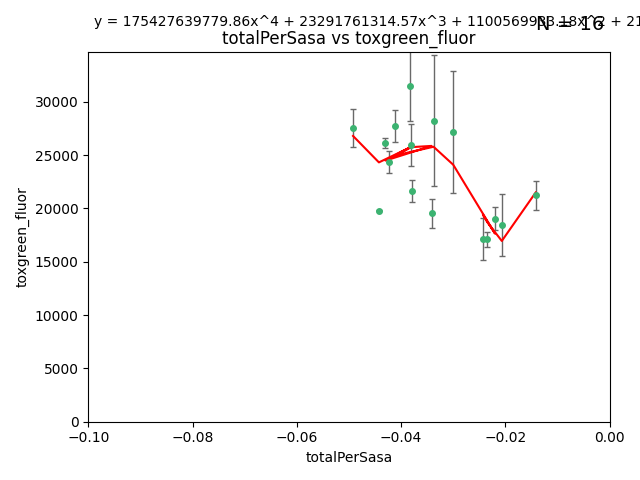 y = 175427639779.86x^4 + 23291761314.57x^3 + 
N = 16
totalPerSasa vs toxgreen_fluor
30000
25000
20000
15000
10000
5000
0
toxgreen_fluor
−0.10 −0.08 −0.06 −0.04 −0.02 0.00
totalPerSasa